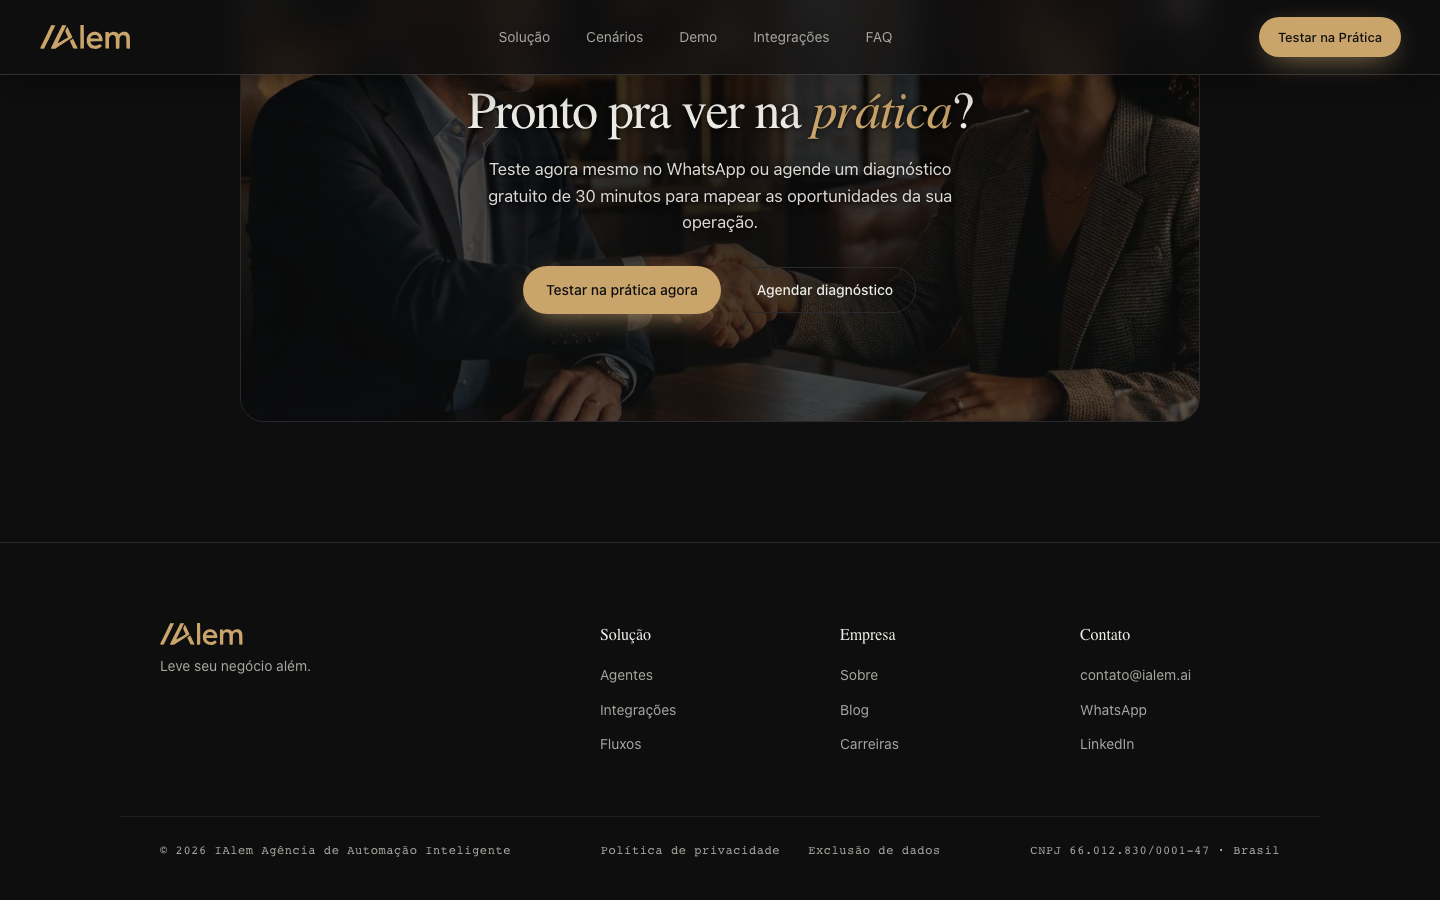 IAlem
Solução
Cenários
Demo
Integrações
FAQ
Testar na Prática
Pronto pra ver na prática?
Teste agora mesmo no WhatsApp ou agende um diagnóstico
gratuito de 30 minutos para mapear as oportunidades da sua
operação.
Testar na prática agora
Agendar diagnóstico
IAlem
Leve seu negócio além.
Solução
Agentes
Integrações
Fluxos
Empresa
Sobre
Blog
Carreiras
Contato
contato@ialem.ai
WhatsApp
LinkedIn
© 2026 IAlem Agência de Automação Inteligente
Política de privacidade
Exclusão de dados
CNPJ 66.012.830/0001-47 · Brasil